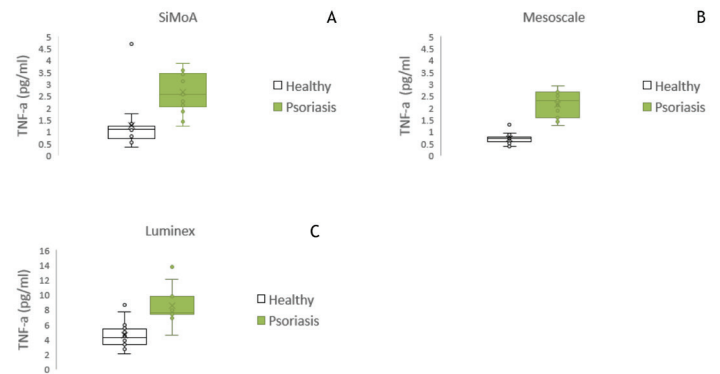 SiMoA
A
TNF-a (pg/ml)
5
4.5
4
3.5
3
2.5
2
1.5
1
0.5
0
Healthy
Psoriasis
Mesoscale
B
TNF-a (pg/ml
5
4.5
4
3.5
3
2.5
2
1.5
1
0.5
0
Healthy
Psoriasis
Luminex
C
TNF-a (pg/ml)
16
14
12
10
8
6
4
2
0
Healthy
Psoriasis